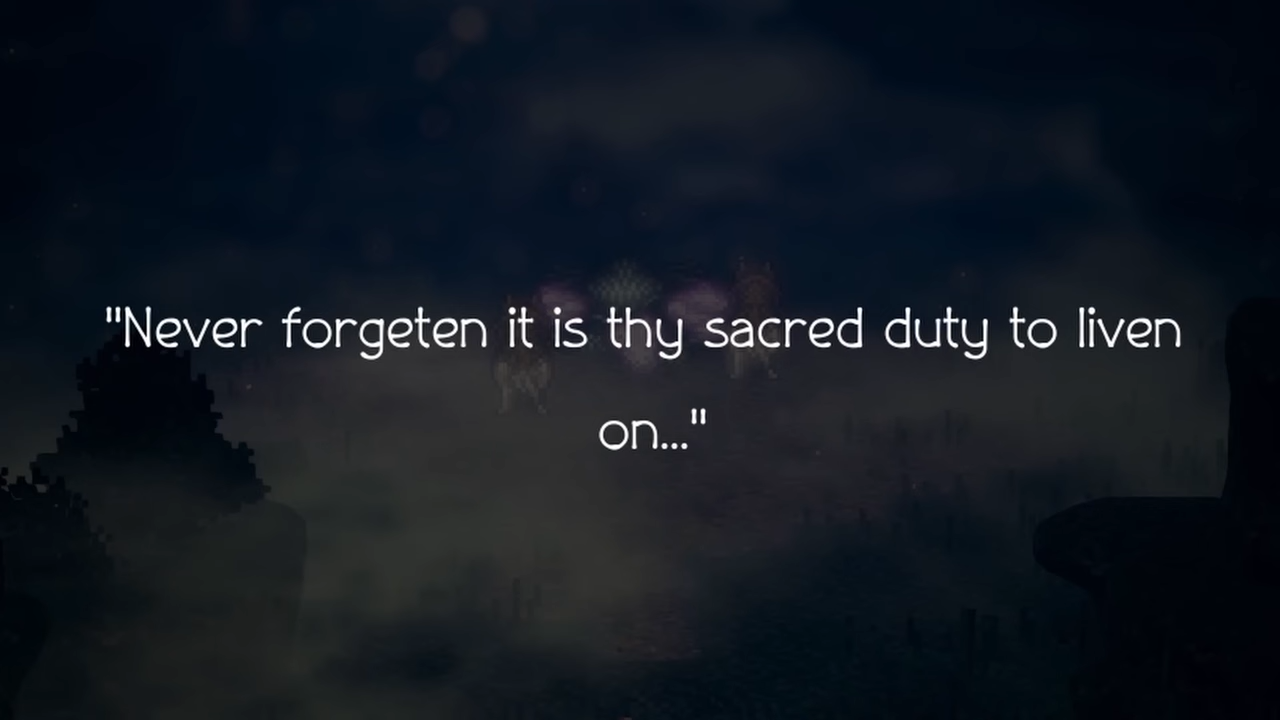 "Never forgeten it is thy sacred duty to liven
on..."